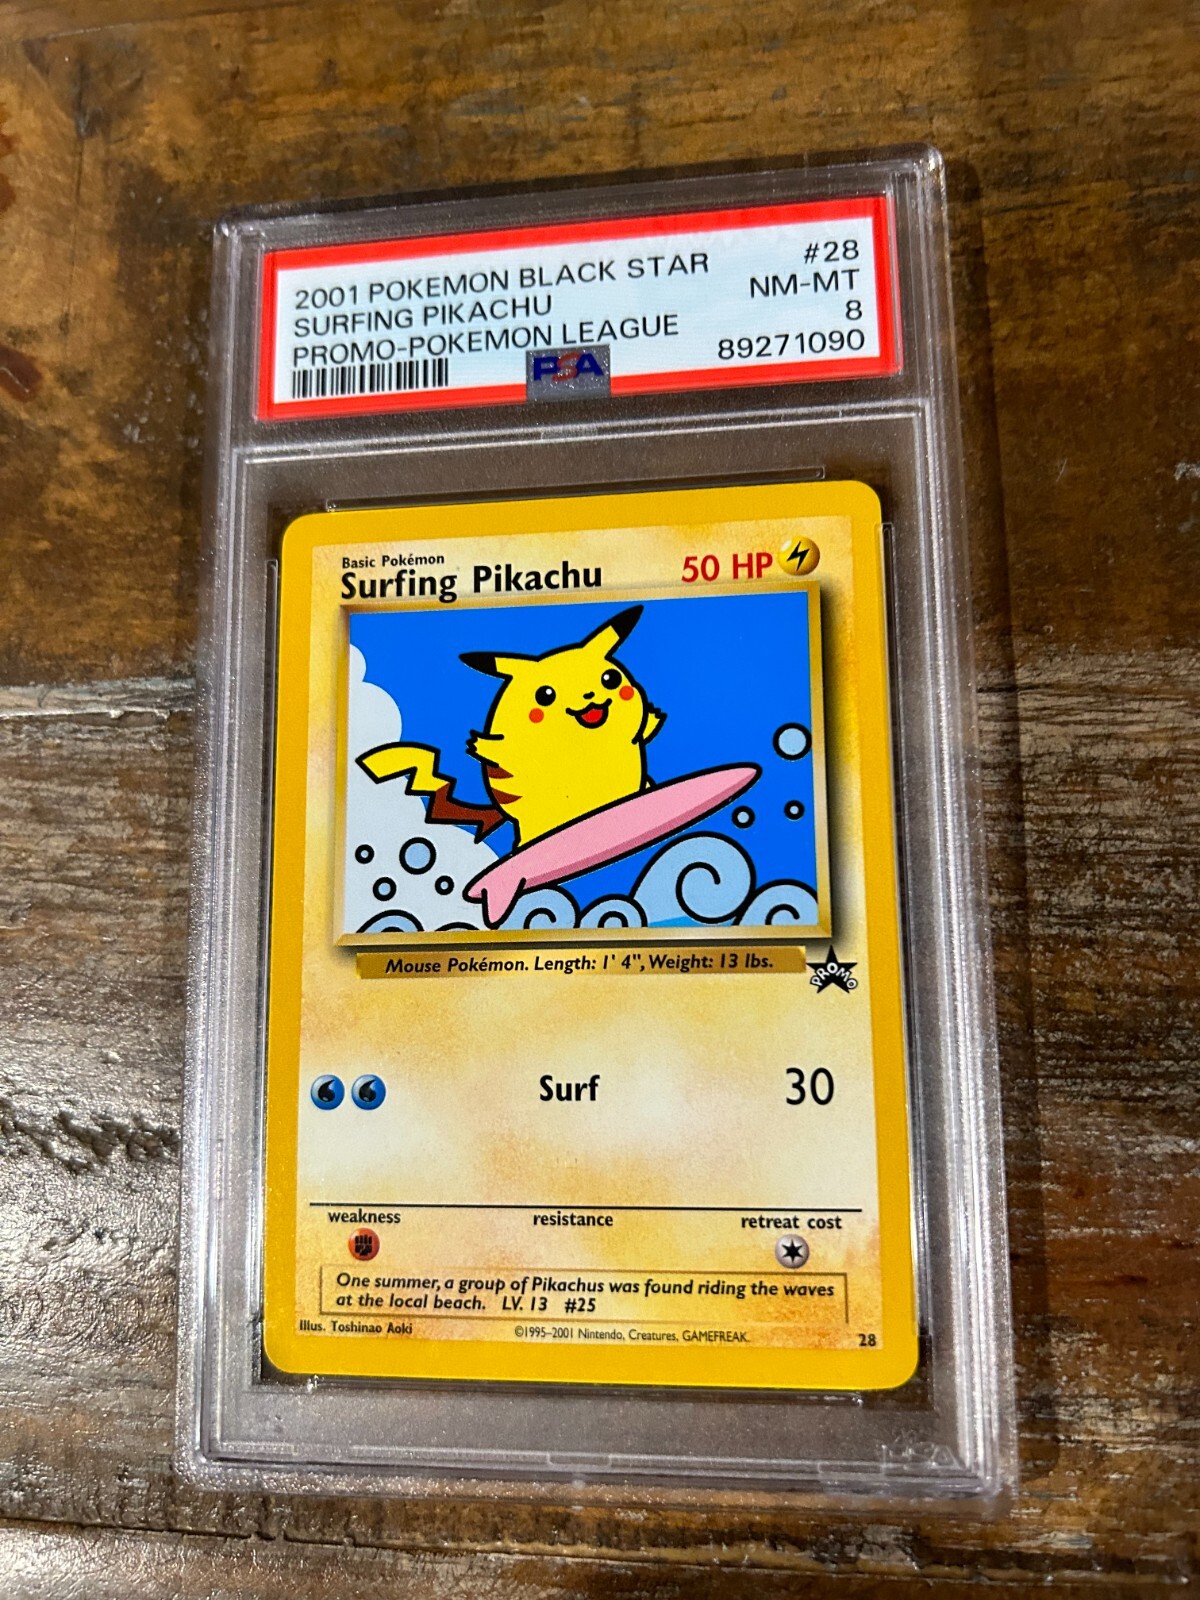 2001 POKEMON BLACK STAR #28
SURFING PIKACHU NM-MT
PROMO-POKEMON LEAGUE 8
PSA 89271090
Basic Pokémon
Surfing Pikachu 50 HP
Mouse Pokémon. Length: 1' 4", Weight: 13 lbs.
PROMO
Surf 30
weakness resistance retreat cost
One summer, a group of Pikachus was found riding the waves
at the local beach. LV. 13 #25
Illus. Toshinao Aoki ©1995-2001 Nintendo, Creatures, GAMEFREAK. 28